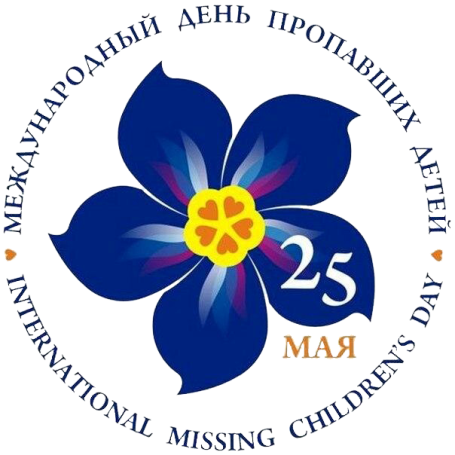 МЕЖДУНАРОДНЫЙ ДЕНЬ ПРОПАВШИХ ДЕТЕЙ
25
МАЯ
INTERNATIONAL MISSING CHILDREN'S DAY